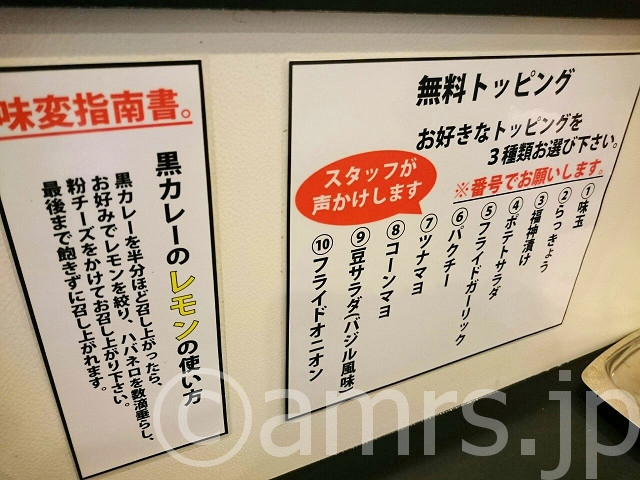 味変指南書。
黒カレーのレモンの使い方
黒カレーを半分ほど召し上がったら、
お好みでレモンを絞り、ハバネロを数滴垂らし、
粉チーズをかけてお召し上がり下さい。
最後まで飽きずに召し上がれます。
無料トッピング
お好きなトッピングを
3種類お選び下さい。
※番号でお願いします。
スタッフが
声かけします
①味玉
②らっきょう
③福神漬け
④ポテトサラダ
⑤フライドガーリック
⑥パクチー
⑦ツナマヨ
⑧コーンマヨ
⑨豆サラダ(バジル風味)
⑩フライドオニオン
©amrs.jp